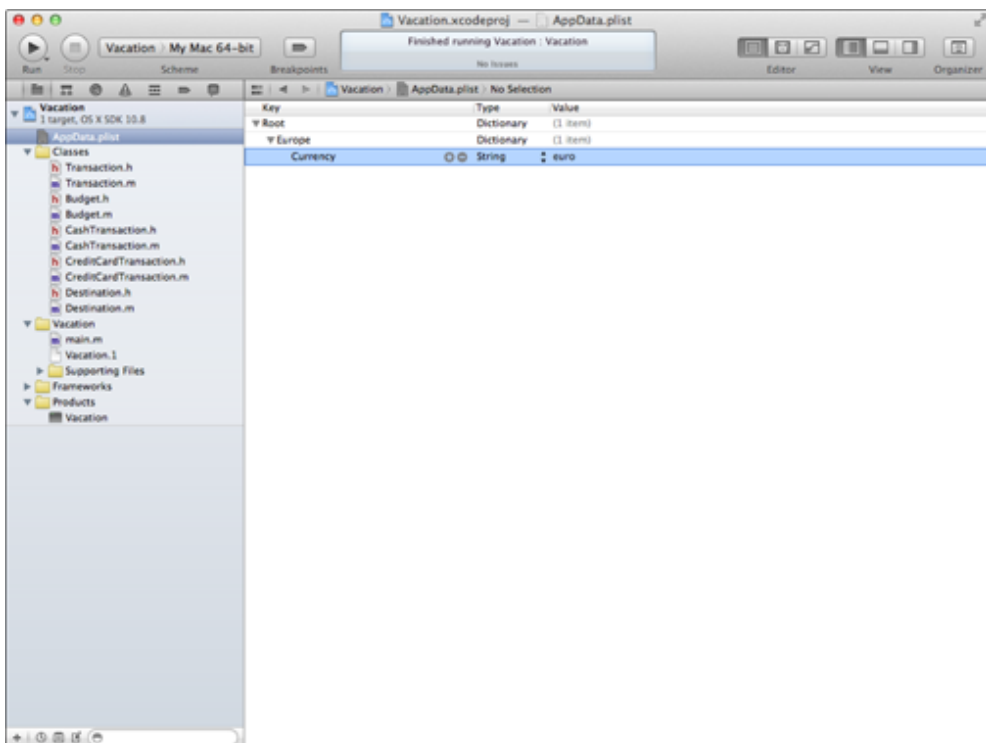 Vacation.xcodeproj — AppData.plist
Run Stop Vacation > My Mac 64-bit Scheme Breakpoints
Finished running Vacation : Vacation
No Issues
Editor View Organizer
Vacation
1 target, OS X SDK 10.8
AppData.plist
Classes
Transaction.h
Transaction.m
Budget.h
Budget.m
CashTransaction.h
CashTransaction.m
CreditCardTransaction.h
CreditCardTransaction.m
Destination.h
Destination.m
Vacation
main.m
Vacation.1
Supporting Files
Frameworks
Products
Vacation
Vacation > AppData.plist > No Selection
Key Type Value
Root Dictionary (1 item)
Europe Dictionary (1 item)
Currency String euro